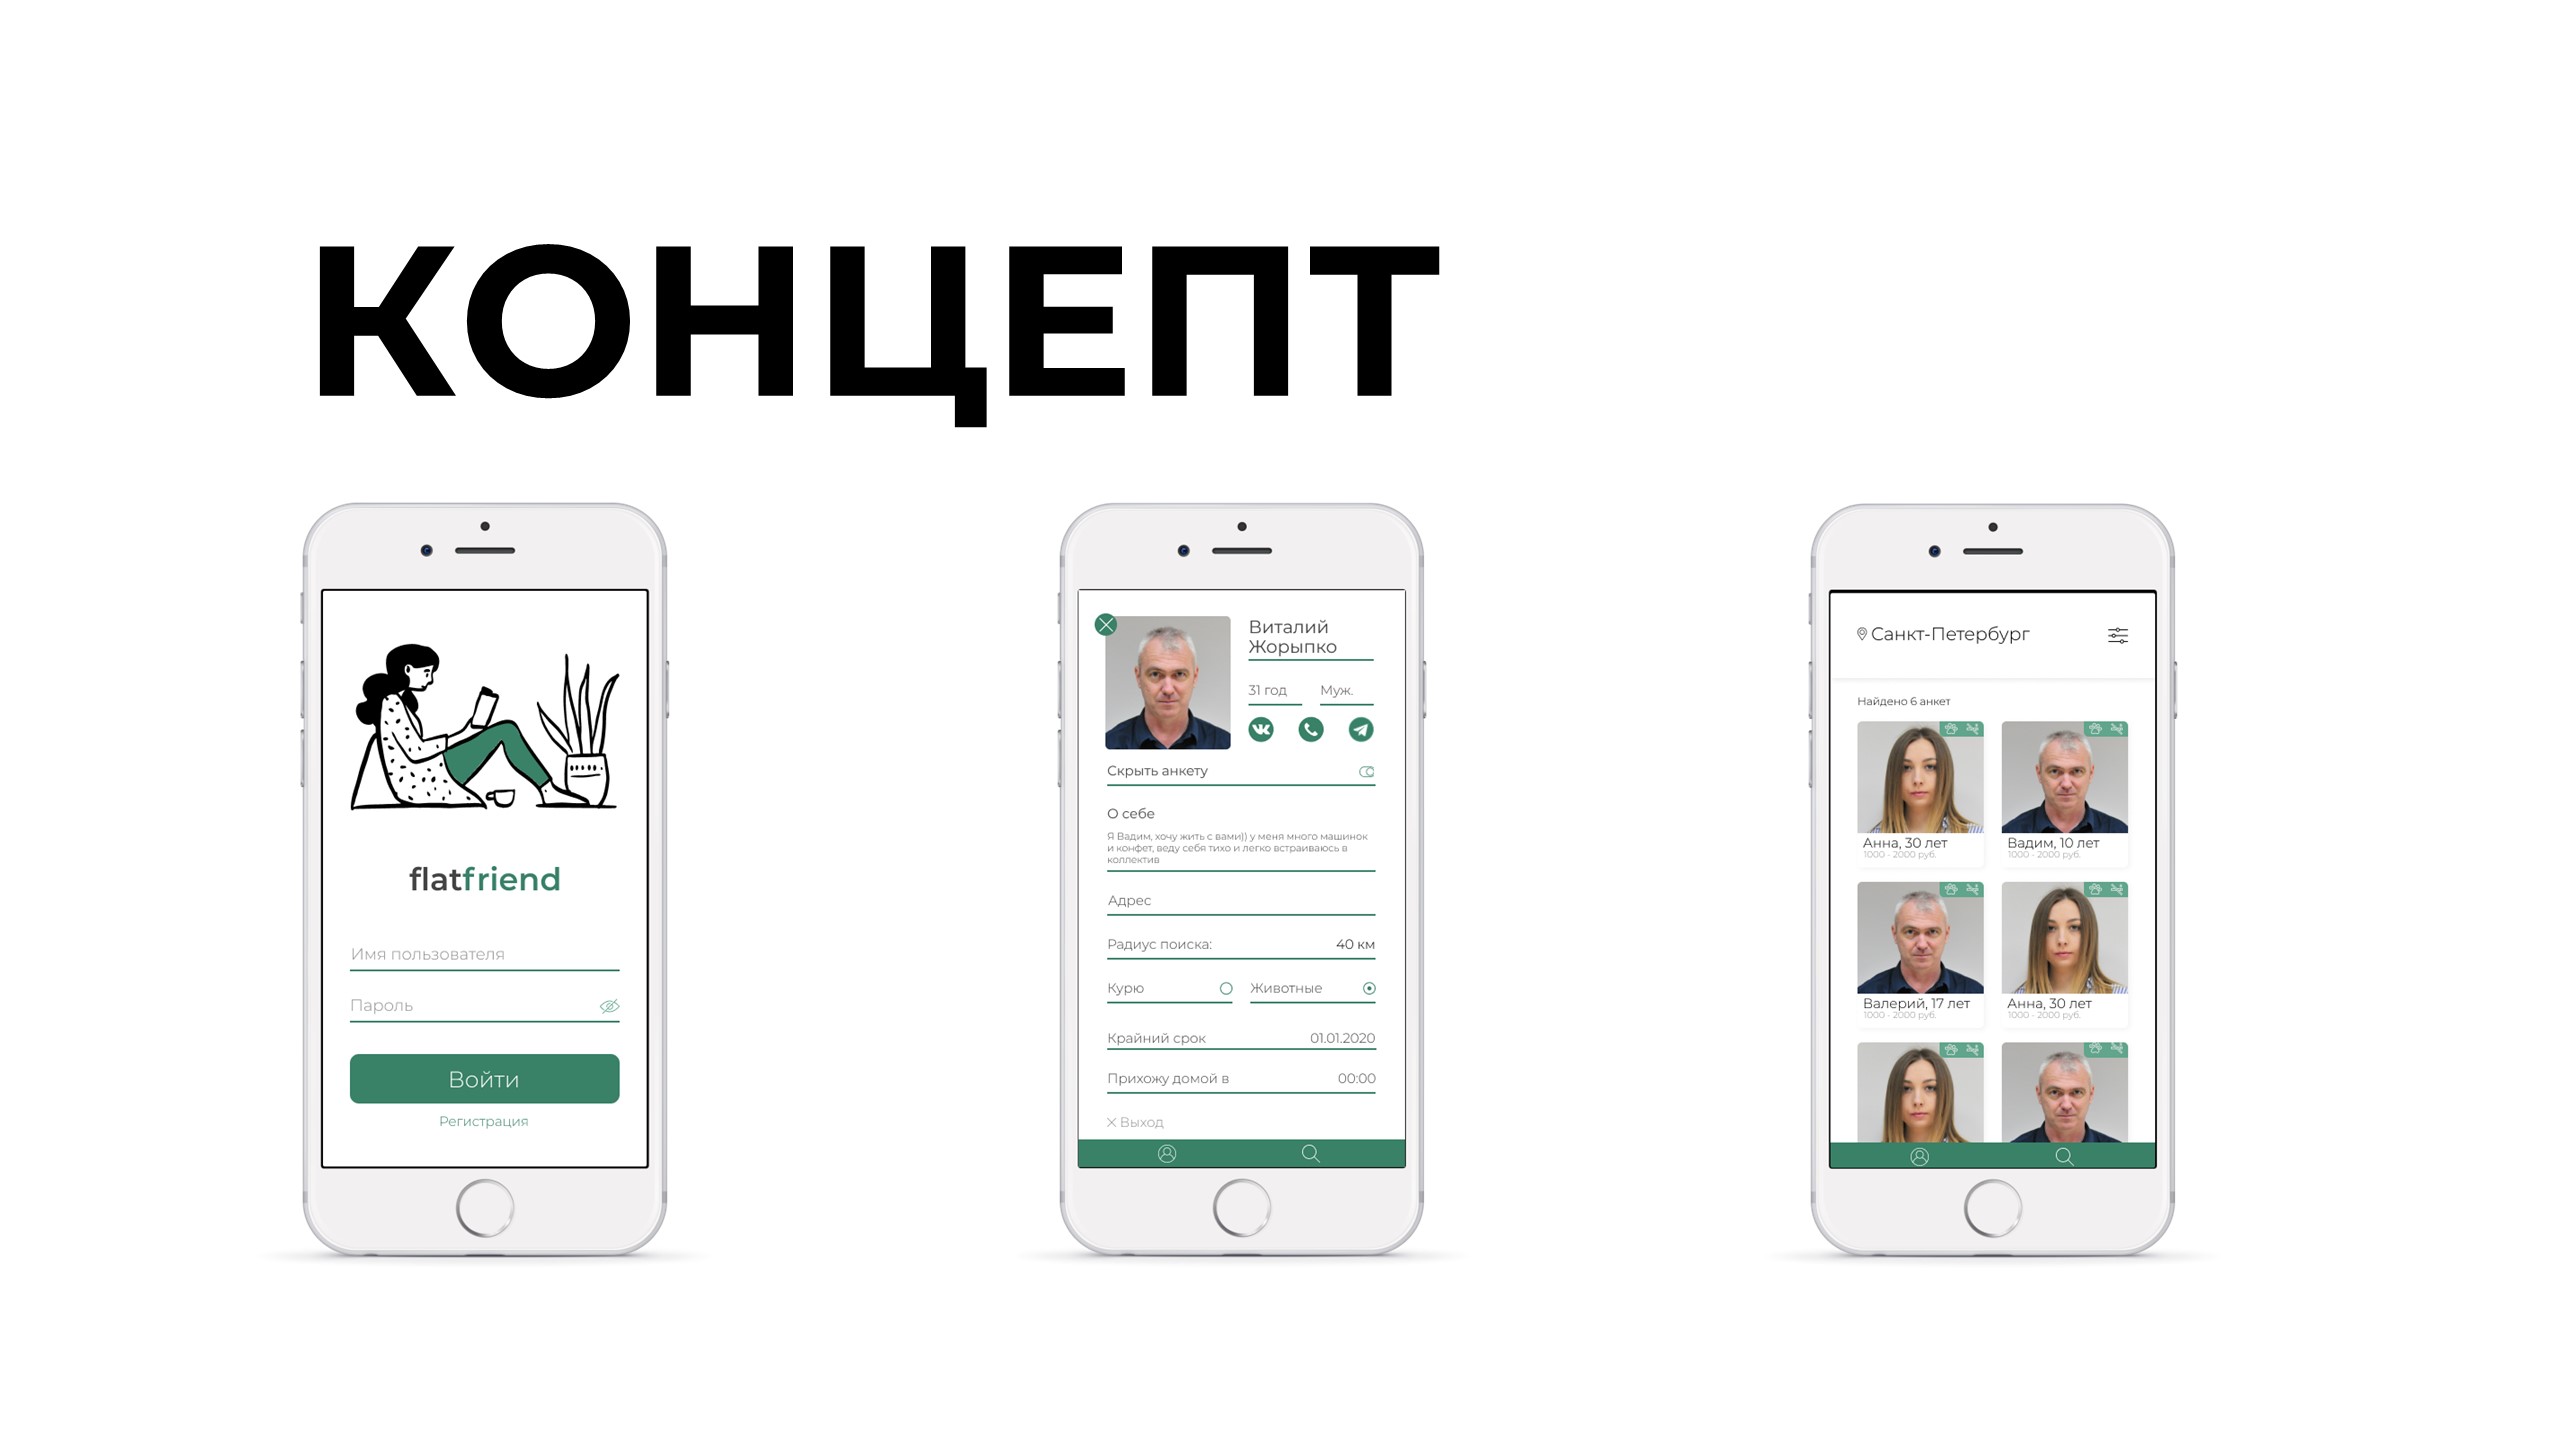 КОНЦЕПТ
flatfriend
Имя пользователя
Пароль
Войти
Регистрация
Виталий
Жорыпко
31 год Муж.
Скрыть анкету
О себе
Я Вадим, хочу жить с вами)) у меня много машинок
и конфет, веду себя тихо и легко встраиваюсь в
коллектив
Адрес
Радиус поиска: 40 км
Курю Животные
Крайний срок 01.01.2020
Прихожу домой в 00:00
Выход
Санкт-Петербург
Найдено 6 анкет
Анна, 30 лет Вадим, 10 лет
1000 - 2000 руб. 1000 - 2000 руб.
Валерий, 17 лет Анна, 30 лет
1000 - 2000 руб. 1000 - 2000 руб.